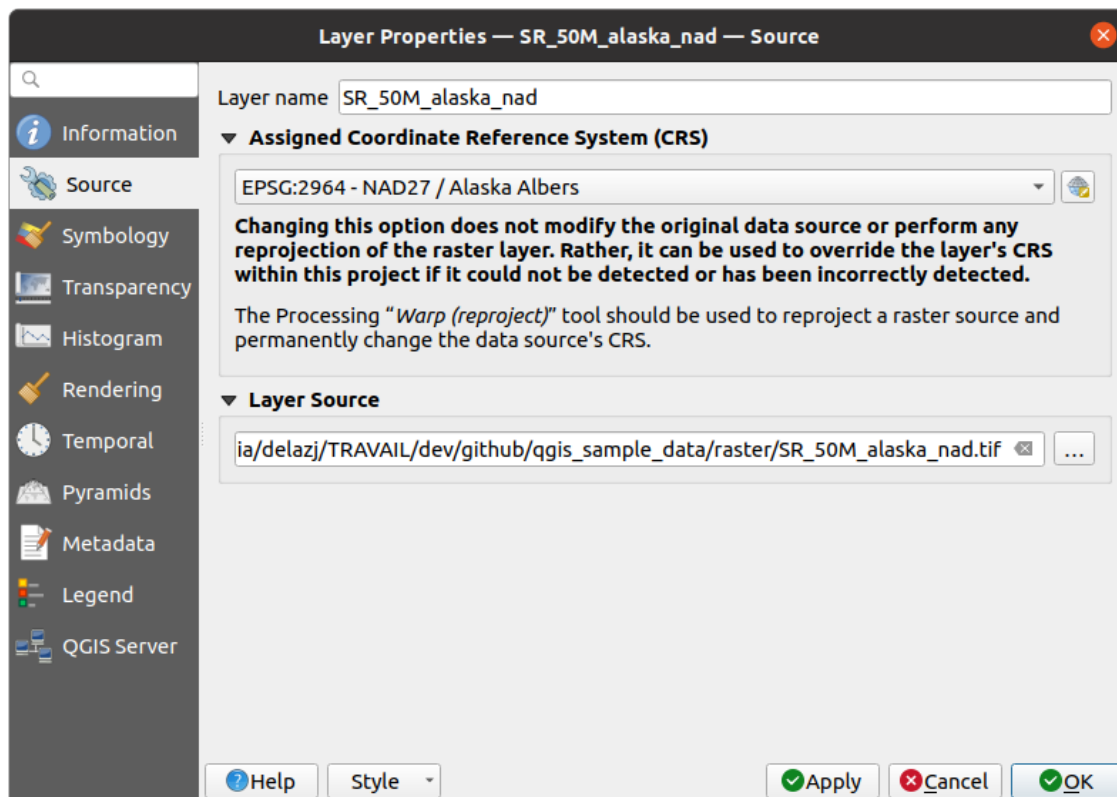 Layer Properties — SR_50M_alaska_nad — Source
Information
Source
Symbology
Transparency
Histogram
Rendering
Temporal
Pyramids
Metadata
Legend
QGIS Server
Layer name SR_50M_alaska_nad
Assigned Coordinate Reference System (CRS)
EPSG:2964 - NAD27 / Alaska Albers
Changing this option does not modify the original data source or perform any
reprojection of the raster layer. Rather, it can be used to override the layer's CRS
within this project if it could not be detected or has been incorrectly detected.
The Processing “Warp (reproject)” tool should be used to reproject a raster source and
permanently change the data source's CRS.
Layer Source
ia/delazj/TRAVAIL/dev/github/qgis_sample_data/raster/SR_50M_alaska_nad.tif
...
Help
Style
Apply
Cancel
OK